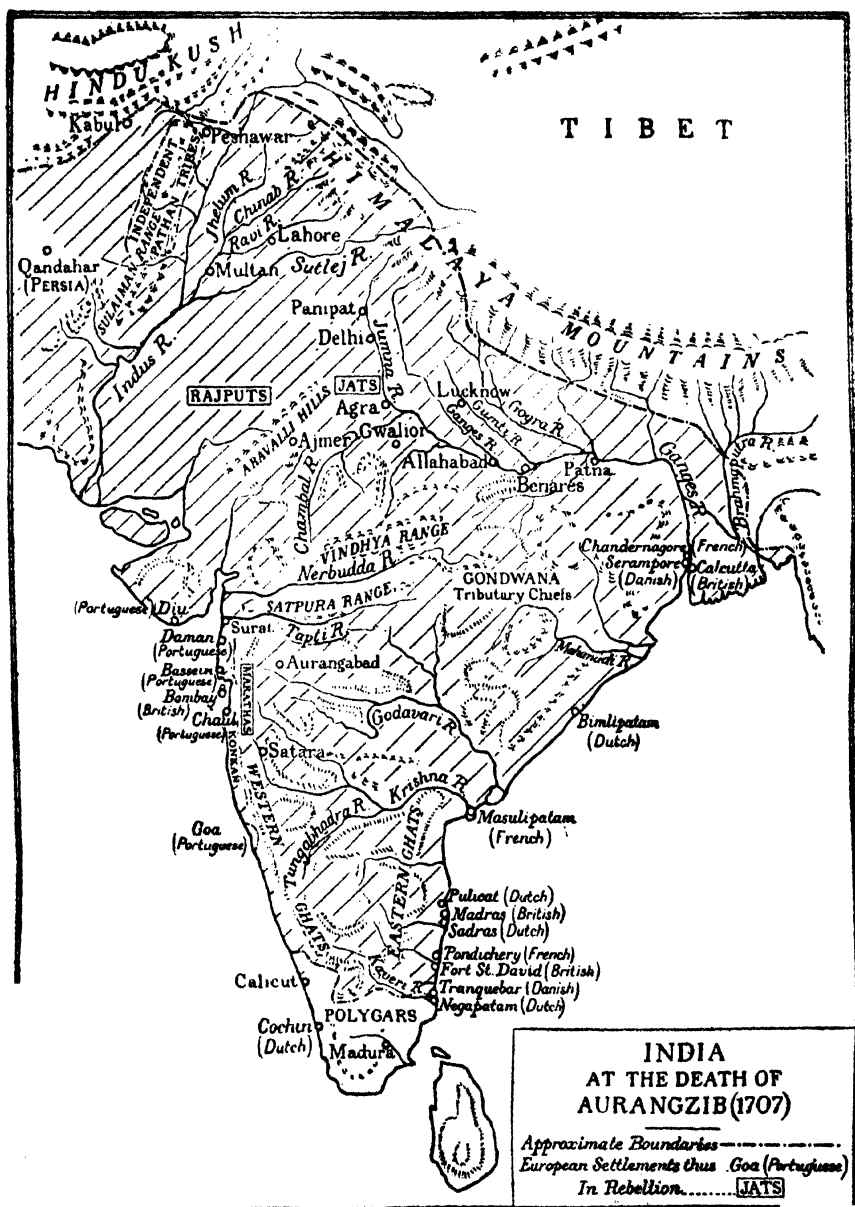 HINDU KUSH
Kabul
Peshawar
TIBET
INDEPENDENT
PATHAN TRIBES
SULAIMAN RANGE
Jhelum R.
Chinab R.
Ravi R.
Lahore
HIMALAYA MOUNTAINS
Qandahar
(PERSIA)
Multan
Sutlej R.
Panipat
Delhi
Jumna R.
Indus R.
RAJPUTS
JATS
Agra
Lucknow
Gumti R.
Gogra R.
Ganges R.
ARAVALLI HILLS
Ajmer
Gwalior
Allahabad
Benares
Patna
Ganges R.
Brahmaputra R.
Chambal R.
VINDHYA RANGE
Nerbudda R.
Chandernagore (French)
Serampore
(Danish)
Calcutta
(British)
GONDWANA
Tributary Chiefs
(Portuguese) Diu
SATPURA RANGE
Surat
Tapti R.
Daman
(Portuguese)
Bassein
(Portuguese)
Bombay
(British)
Chaul
(Portuguese)
MARATHAS
KONKAN
Aurangabad
Godavari R.
Bimlipatam
(Dutch)
Satara
WESTERN GHATS
Krishna R.
Masulipatam
(French)
Goa
(Portuguese)
Tungabhadra R.
EASTERN GHATS
Pulicat (Dutch)
Madras (British)
Sadras (Dutch)
Pondichery (French)
Fort St. David (British)
Tranquebar (Danish)
Negapatam (Dutch)
Kaveri R.
Calicut
POLYGARS
Cochin
(Dutch)
Madura
INDIA
AT THE DEATH OF
AURANGZIB (1707)
Approximate Boundaries
European Settlements thus . Goa (Portuguese)
In Rebellion........ JATS